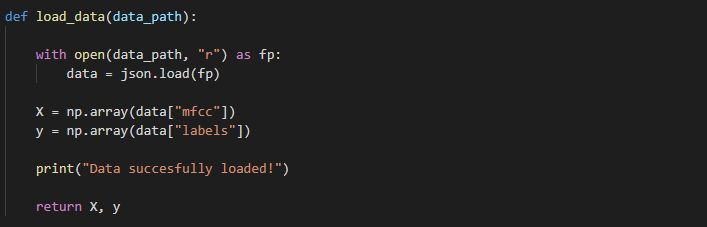 def load_data(data_path):
with open(data_path, "r") as fp:
data = json.load(fp)
X = np.array(data["mfcc"])
y = np.array(data["labels"])
print("Data succesfully loaded!")
return X, y